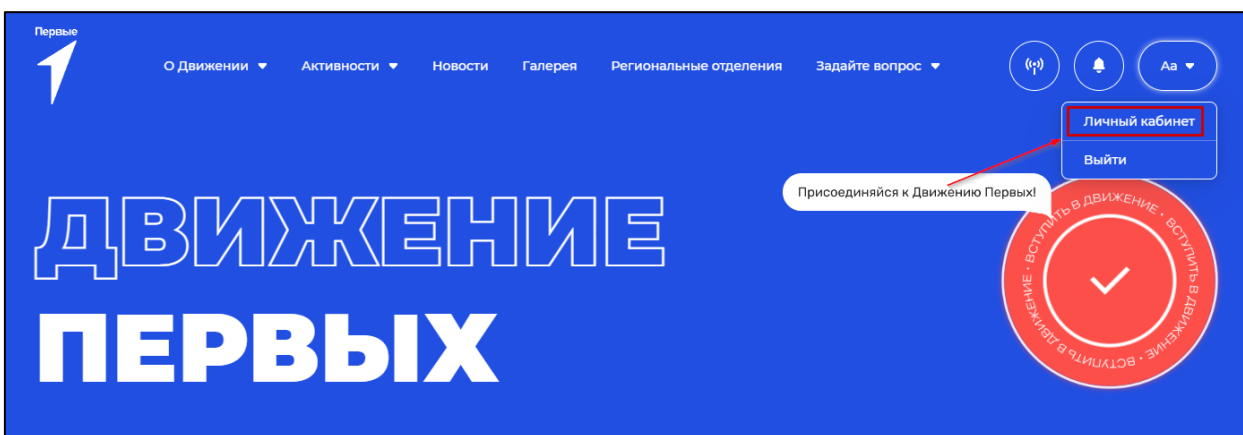 Первые
О Движении Активности Новости Галерея Региональные отделения Задайте вопрос Aa
Личный кабинет
Выйти
Присоединяйся к Движению Первых!
ДВИЖЕНИЕ
ПЕРВЫХ
ВСТУПИТЬ В ДВИЖЕНИЕ · ВСТУПИТЬ В ДВИЖЕНИЕ · ВСТУПИТЬ В ДВИЖЕНИЕ ·